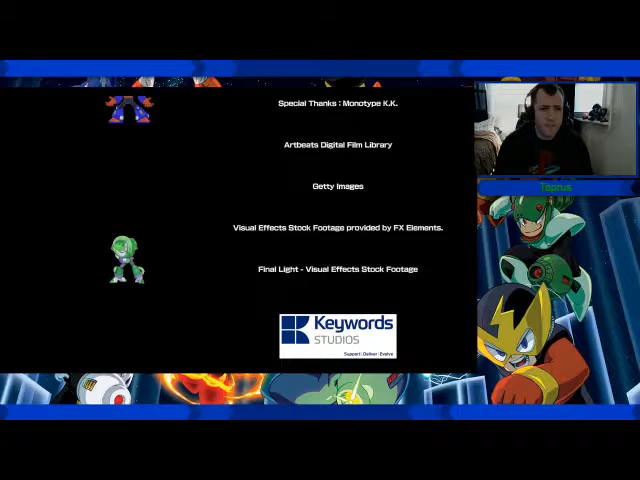 Special Thanks : Monotype K.K.
Artbeats Digital Film Library
Getty Images
Taprus
Visual Effects Stock Footage provided by FX Elements.
Final Light - Visual Effects Stock Footage
Keywords
STUDIOS
Support | Deliver | Evolve